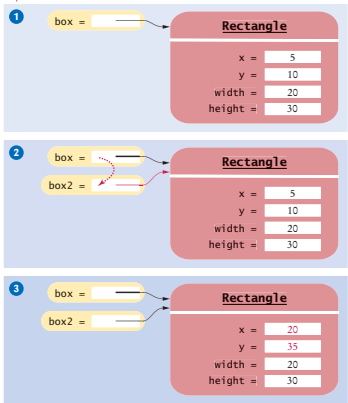 1
box =
Rectangle
x = 5
y = 10
width = 20
height = 30
2
box =
box2 =
Rectangle
x = 5
y = 10
width = 20
height = 30
3
box =
box2 =
Rectangle
x = 20
y = 35
width = 20
height = 30